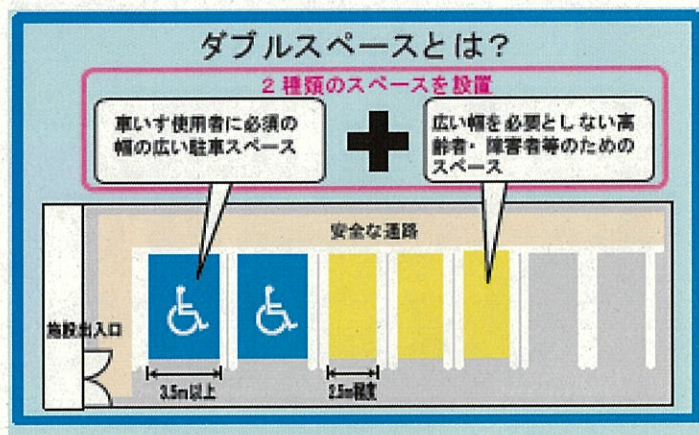 ダブルスペースとは?
2種類のスペースを設置
車いす使用者に必須の
幅の広い駐車スペース
広い幅を必要としない高
齢者・障害者等のための
スペース
安全な通路
施設出入口
3.5m以上
2.5m程度